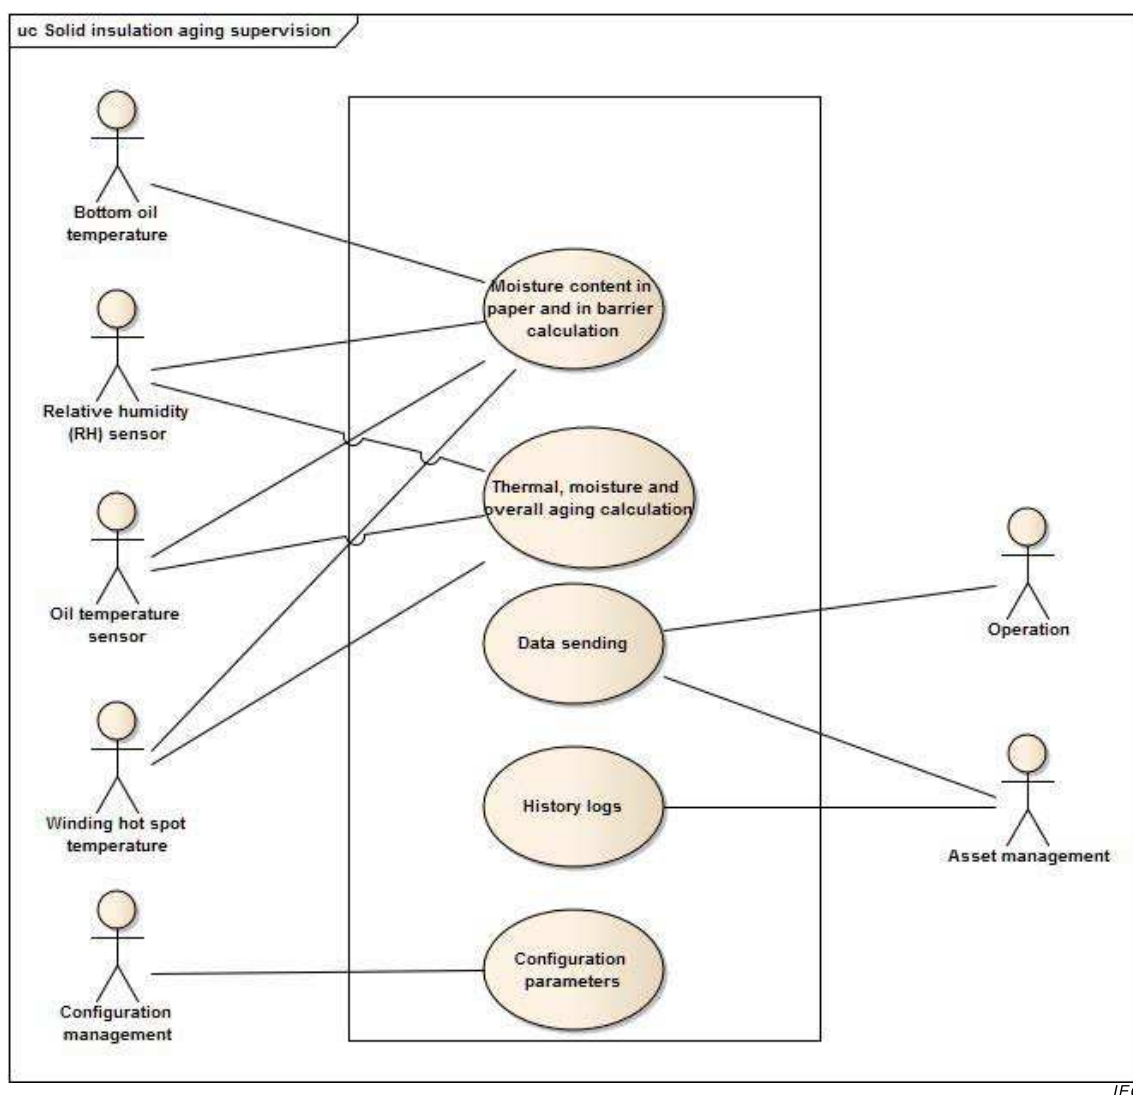 uc Solid insulation aging supervision
Bottom oil
temperature
Moisture content in
paper and in barrier
calculation
Relative humidity
(RH) sensor
Thermal, moisture and
overall aging calculation
Oil temperature
sensor
Data sending
Operation
Winding hot spot
temperature
History logs
Asset management
Configuration
parameters
Configuration
management